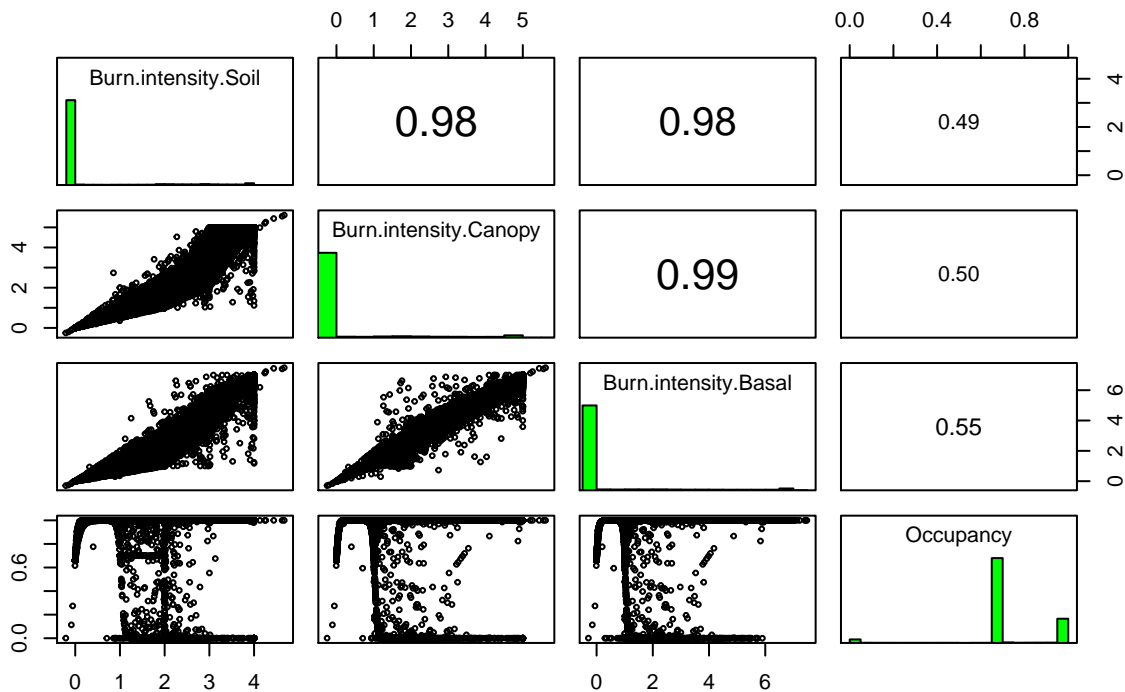 0 1 2 3 4 5
0.0 0.4 0.8
Burn.intensity.Soil
0.98
0.98
0.49
0 2 4
0 2 4
Burn.intensity.Canopy
0.99
0.50
Burn.intensity.Basal
0.55
0 2 4 6
0.0 0.6
Occupancy
0 1 2 3 4
0 2 4 6